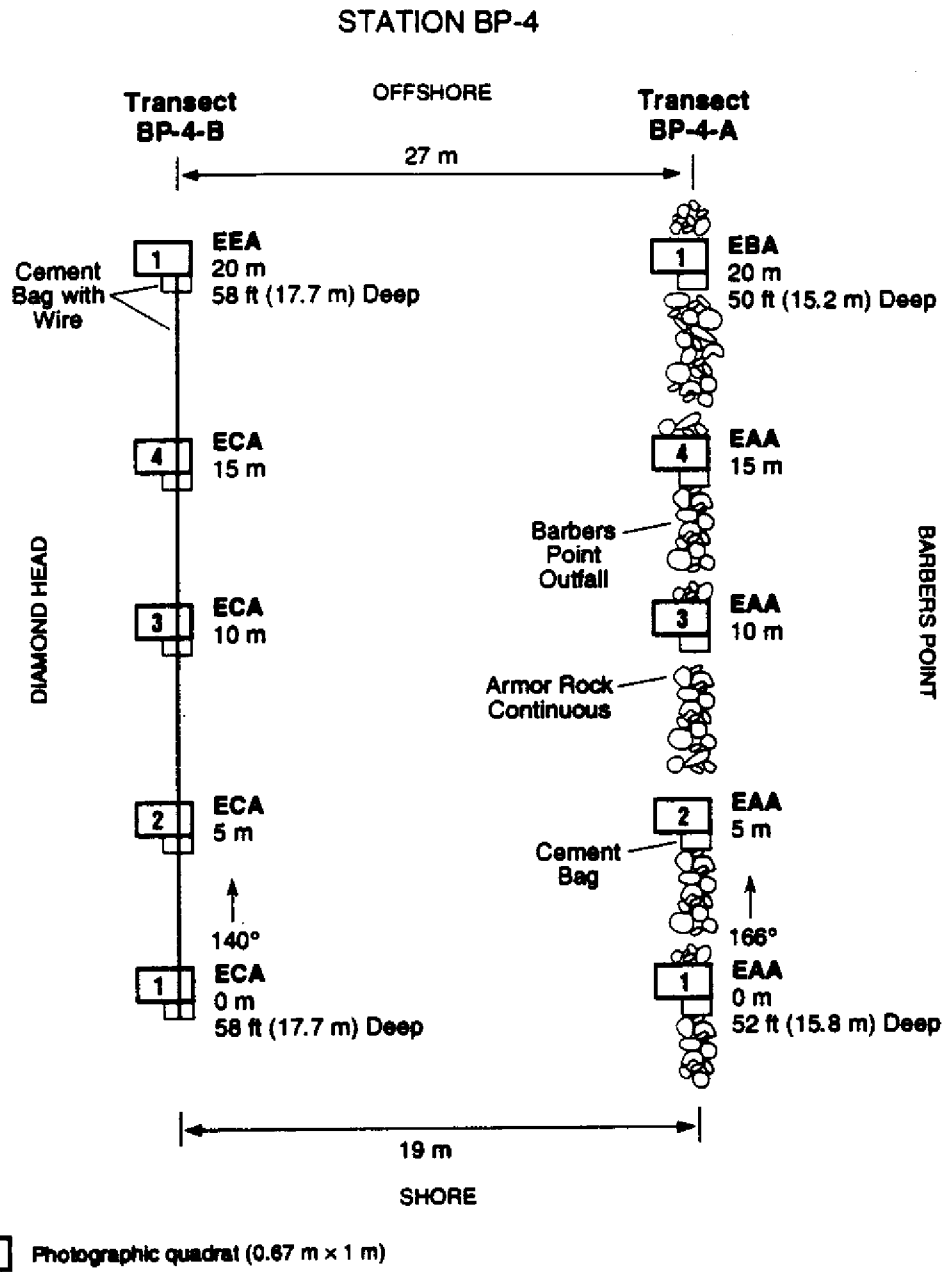 STATION BP-4
OFFSHORE
Transect
BP-4-B
Transect
BP-4-A
27 m
1
EEA
20 m
58 ft (17.7 m) Deep
Cement
Bag with
Wire
1
EBA
20 m
50 ft (15.2 m) Deep
4
ECA
15 m
4
EAA
15 m
Barbers
Point
Outfall
DIAMOND HEAD
BARBERS POINT
3
ECA
10 m
3
EAA
10 m
Armor Rock
Continuous
2
ECA
5 m
2
EAA
5 m
Cement
Bag
140°
166°
1
ECA
0 m
58 ft (17.7 m) Deep
1
EAA
0 m
52 ft (15.8 m) Deep
19 m
SHORE
Photographic quadrat (0.67 m × 1 m)